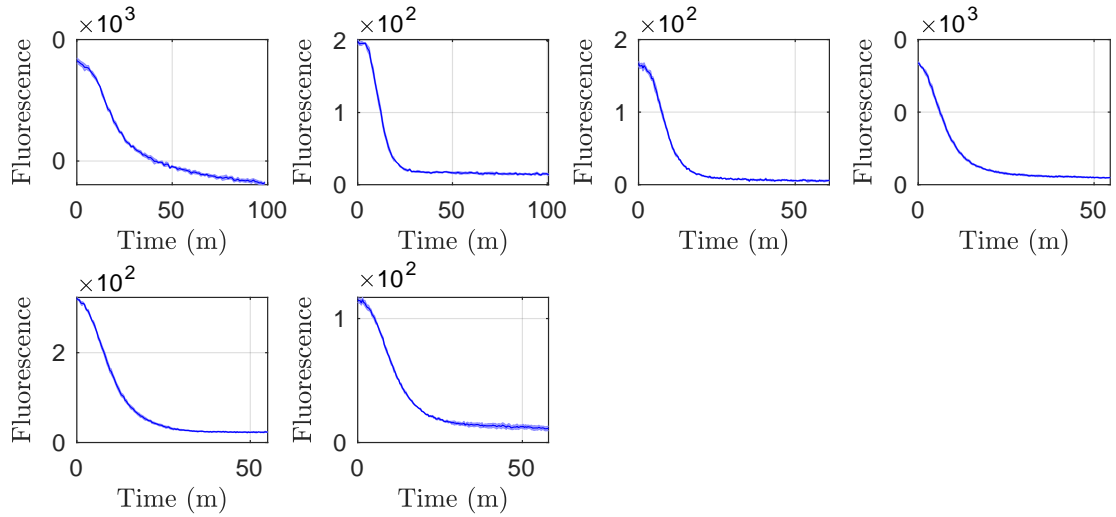 ×10³ ×10² ×10² ×10³
Fluorescence 0 0 Fluorescence 2 1 0 Fluorescence 2 1 0 Fluorescence 0 0 0
0 50 100 0 50 100 0 50 0 50
Time (m) Time (m) Time (m) Time (m)
×10² ×10²
Fluorescence 2 0 Fluorescence 1 0
0 50 0 50
Time (m) Time (m)